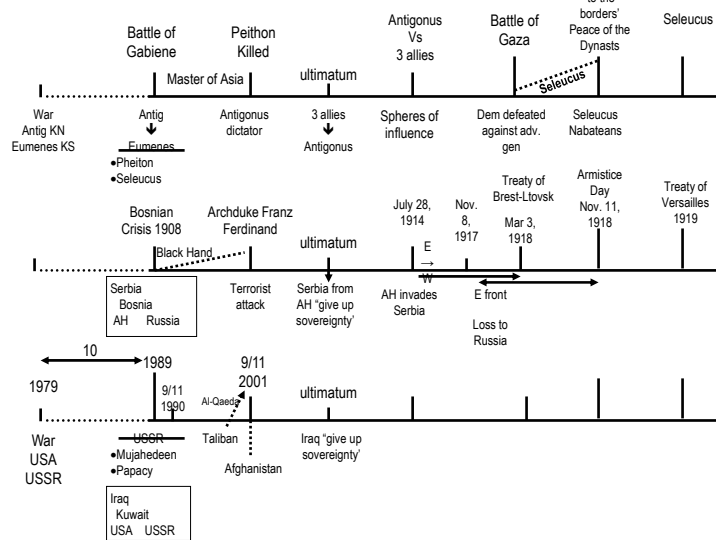 to the
borders'
Peace of the
Dynasts
Seleucus
Antigonus
Vs
3 allies
Battle of
Gaza
Battle of
Gabiene
Peithon
Killed
Master of Asia
ultimatum
Seleucus
War
Antig KN
Eumenes KS
Antig
Eumenes
•Pheiton
•Seleucus
Antigonus
dictator
3 allies
Antigonus
Spheres of
influence
Dem defeated
against adv.
gen
Seleucus
Nabateans
Bosnian
Crisis 1908
Black Hand
Archduke Franz
Ferdinand
ultimatum
July 28,
1914
E
→
W
Nov.
8,
1917
Treaty of
Brest-Ltovsk
Mar 3,
1918
Armistice
Day
Nov. 11,
1918
Treaty of
Versailles
1919
Serbia
Bosnia
AH Russia
Terrorist
attack
Serbia from
AH “give up
sovereignty’
AH invades
Serbia
E front
Loss to
Russia
10
1979
1989
9/11
1990
Al-Qaeda
9/11
2001
ultimatum
War
USA
USSR
USSR
•Mujahedeen
•Papacy
Taliban
Afghanistan
Iraq “give up
sovereignty’
Iraq
Kuwait
USA USSR